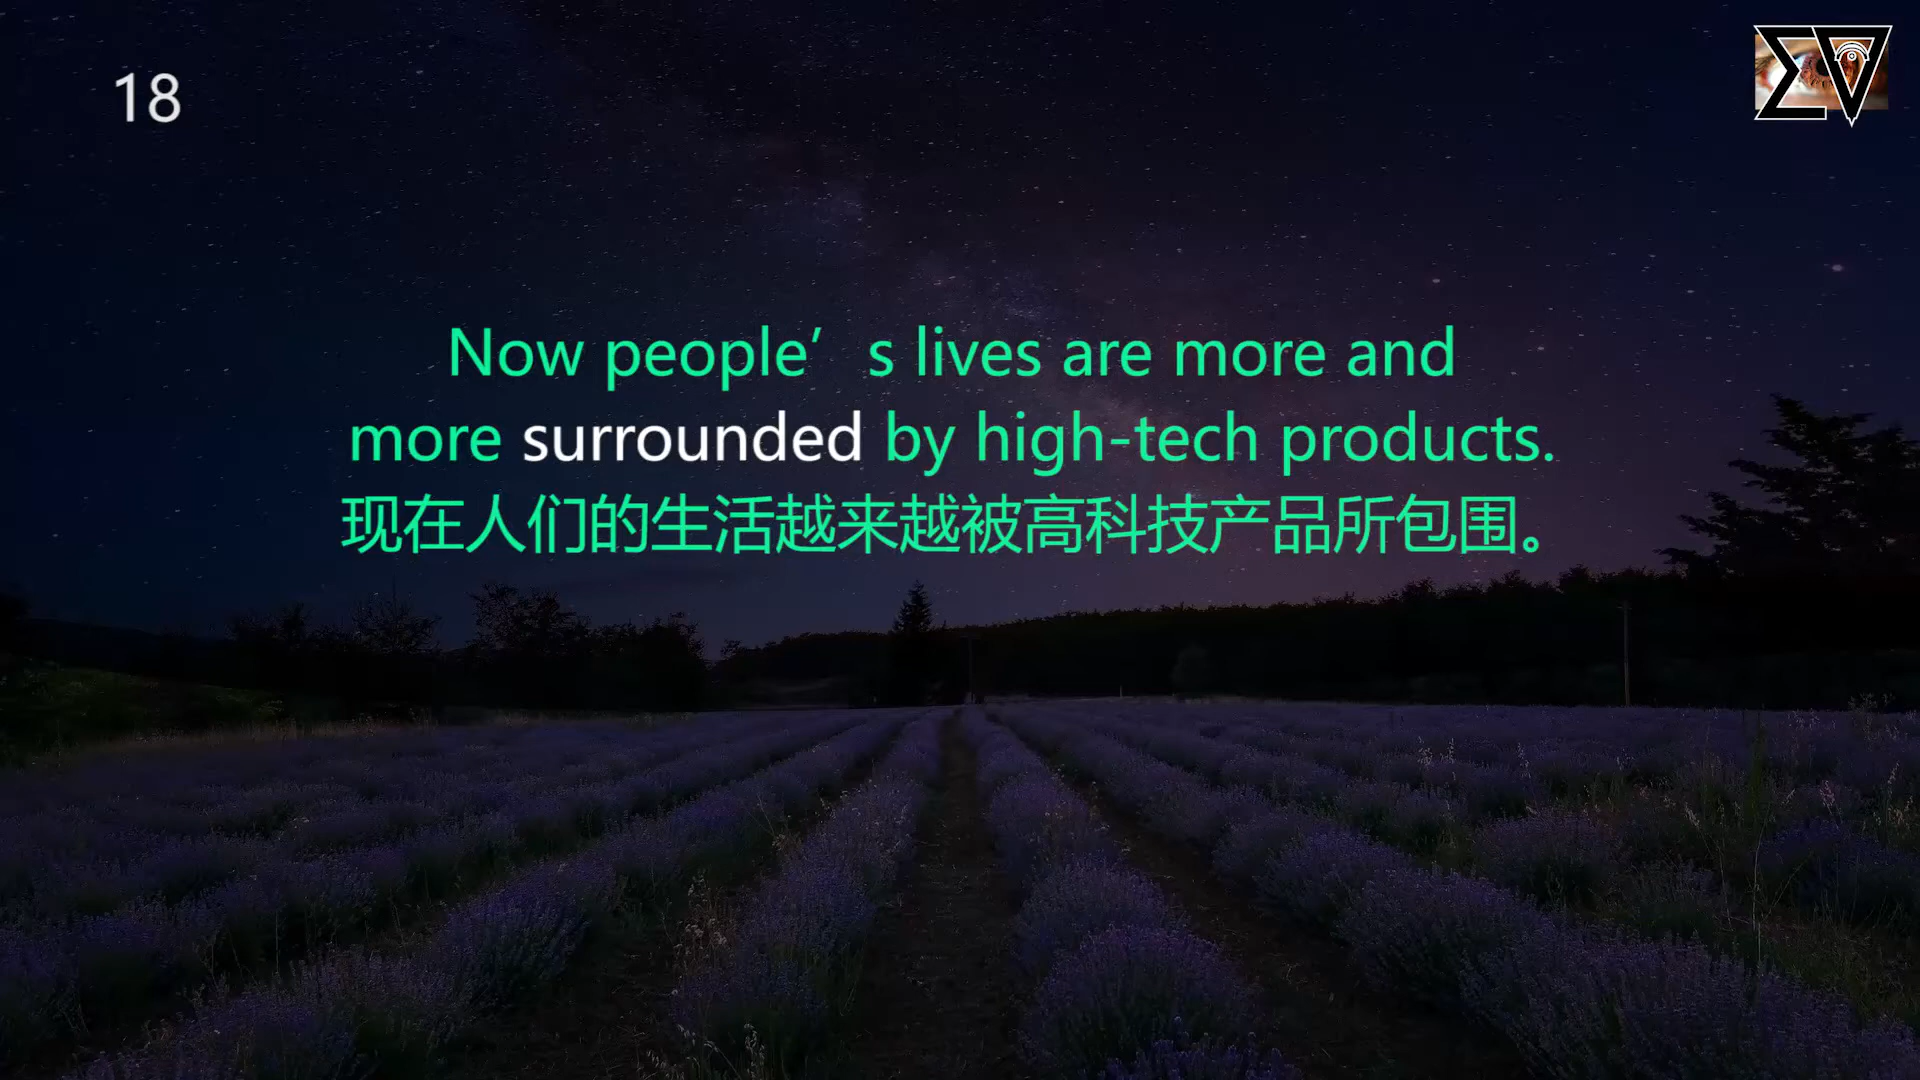 18
Now people’s lives are more and
more surrounded by high-tech products.
现在人们的生活越来越被高科技产品所包围。
ΣV